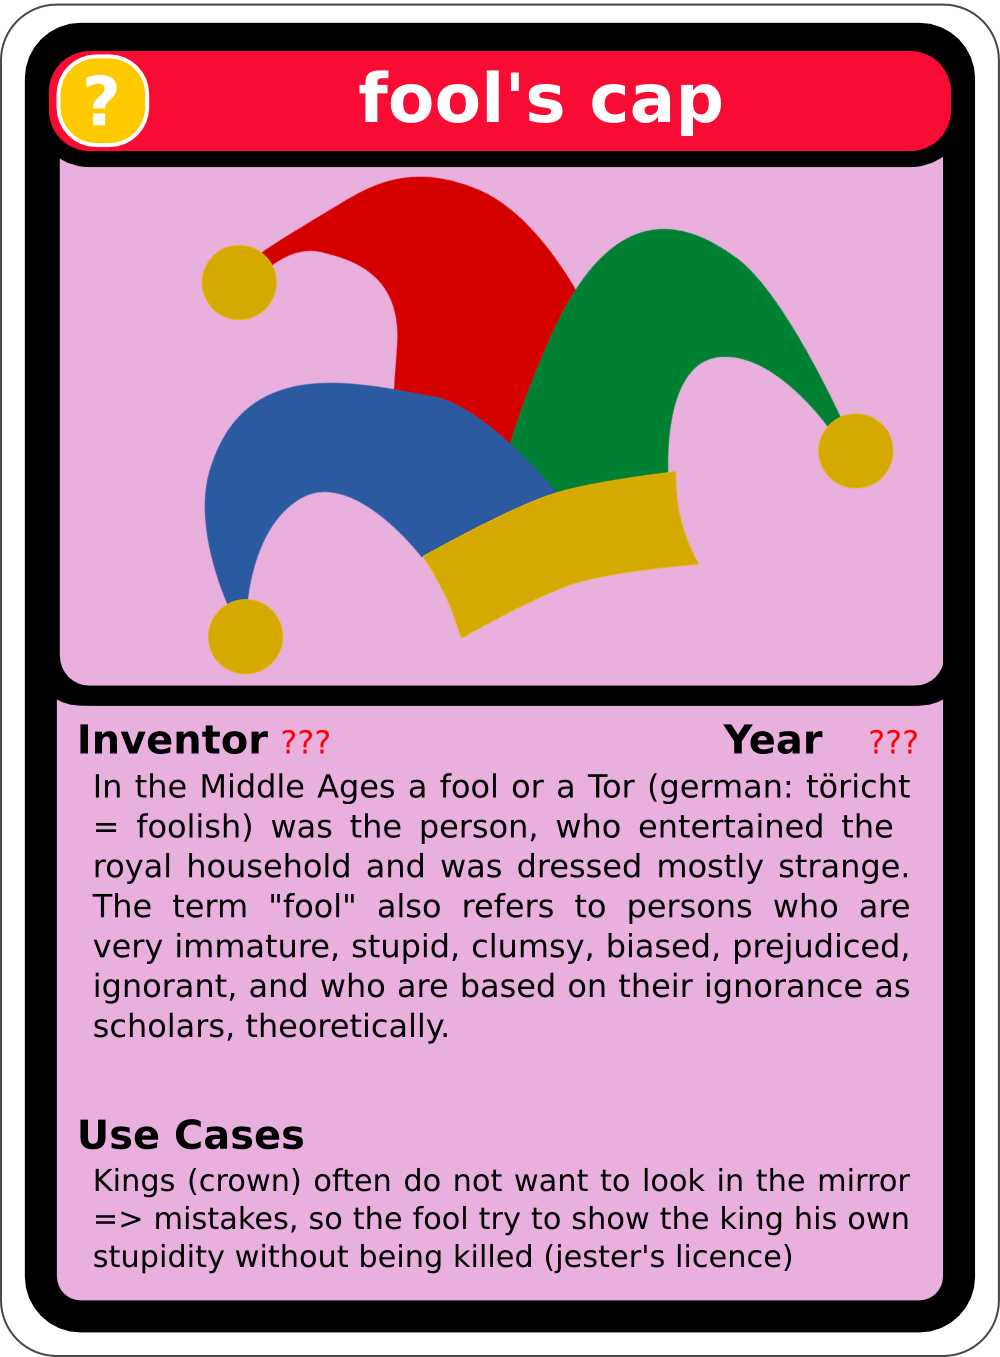 ?
fool's cap
Inventor ??? Year ???
In the Middle Ages a fool or a Tor (german: töricht
= foolish) was the person, who entertained the
royal household and was dressed mostly strange.
The term "fool" also refers to persons who are
very immature, stupid, clumsy, biased, prejudiced,
ignorant, and who are based on their ignorance as
scholars, theoretically.
Use Cases
Kings (crown) often do not want to look in the mirror
=> mistakes, so the fool try to show the king his own
stupidity without being killed (jester's licence)